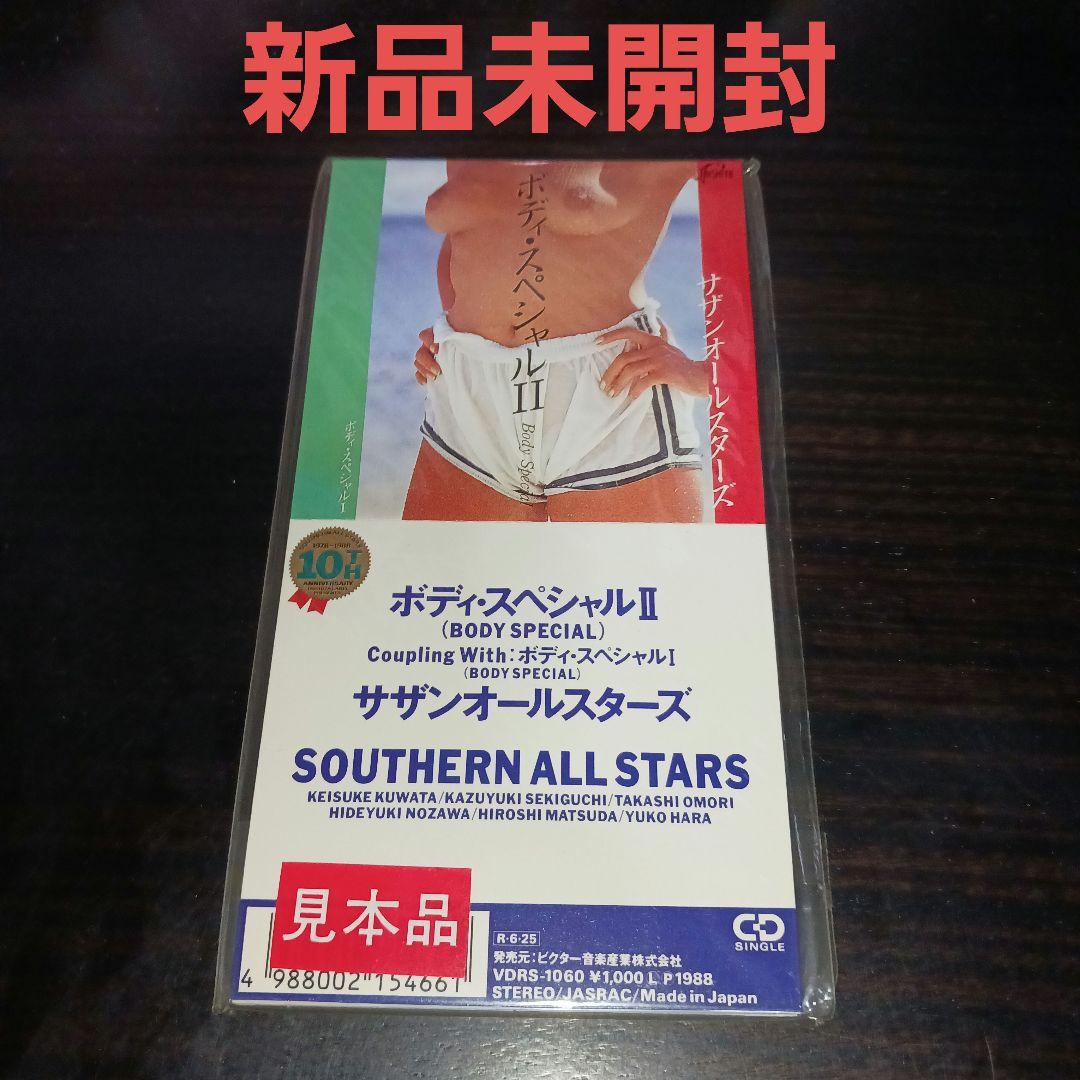 新品未開封
ボディ・スペシャルII
Body Special
サザンオールスターズ
ボディ・スペシャルI
1978-1988
10TH
ANNIVERSARY
ボディ・スペシャルⅡ
(BODY SPECIAL)
Coupling With:ボディ・スペシャルI
(BODY SPECIAL)
サザンオールスターズ
SOUTHERN ALL STARS
KEISUKE KUWATA/KAZUYUKI SEKIGUCHI/TAKASHI OMORI
HIDEYUKI NOZAWA/HIROSHI MATSUDA/YUKO HARA
見本品
4 988002 154661
R·6·25
発売元:ビクター音楽産業株式会社
VDRS-1060 ¥1,000 L P1988
STEREO/JASRAC/Made in Japan
CD
SINGLE